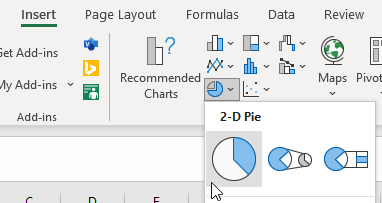 Insert Page Layout Formulas Data Review
Get Add-ins
My Add-ins
Add-ins
Recommended
Charts
Maps
2-D Pie
C D E